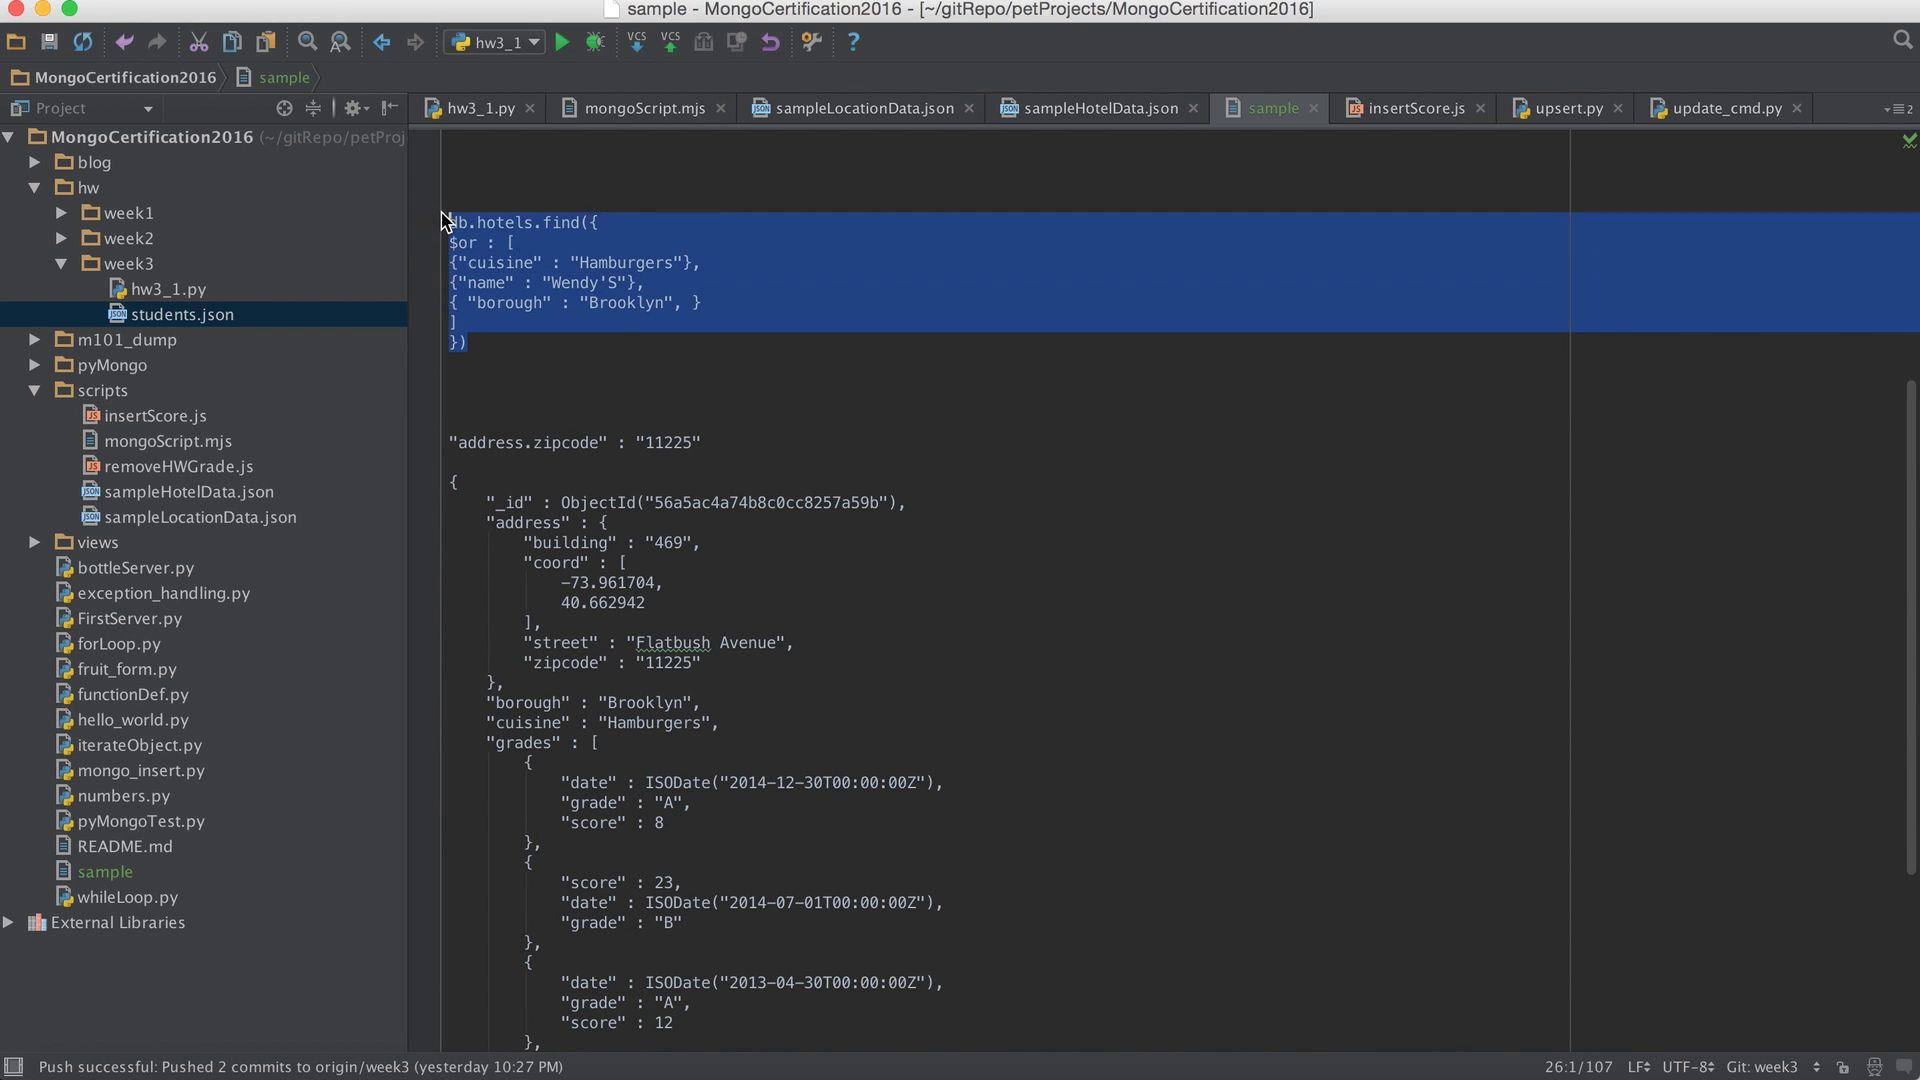 sample - MongoCertification2016 - [~/gitRepo/petProjects/MongoCertification2016]
hw3_1
VCS
VCS
?
MongoCertification2016
sample
Project
hw3_1.py
mongoScript.mjs
sampleLocationData.json
sampleHotelData.json
sample
insertScore.js
upsert.py
update_cmd.py
2
MongoCertification2016 (~/gitRepo/petProj
blog
hw
week1
week2
week3
hw3_1.py
students.json
m101_dump
pyMongo
scripts
insertScore.js
mongoScript.mjs
removeHWGrade.js
sampleHotelData.json
sampleLocationData.json
views
bottleServer.py
exception_handling.py
FirstServer.py
forLoop.py
fruit_form.py
functionDef.py
hello_world.py
iterateObject.py
mongo_insert.py
numbers.py
pyMongoTest.py
README.md
sample
whileLoop.py
External Libraries
db.hotels.find({
$or : [
{"cuisine" : "Hamburgers"},
{"name" : "Wendy'S"},
{ "borough" : "Brooklyn", }
]
})
"address.zipcode" : "11225"
{
"_id" : ObjectId("56a5ac4a74b8c0cc8257a59b"),
"address" : {
"building" : "469",
"coord" : [
-73.961704,
40.662942
],
"street" : "Flatbush Avenue",
"zipcode" : "11225"
},
"borough" : "Brooklyn",
"cuisine" : "Hamburgers",
"grades" : [
{
"date" : ISODate("2014-12-30T00:00:00Z"),
"grade" : "A",
"score" : 8
},
{
"score" : 23,
"date" : ISODate("2014-07-01T00:00:00Z"),
"grade" : "B"
},
{
"date" : ISODate("2013-04-30T00:00:00Z"),
"grade" : "A",
"score" : 12
},
Push successful: Pushed 2 commits to origin/week3 (yesterday 10:27 PM)
26:1/107 LF UTF-8 Git: week3